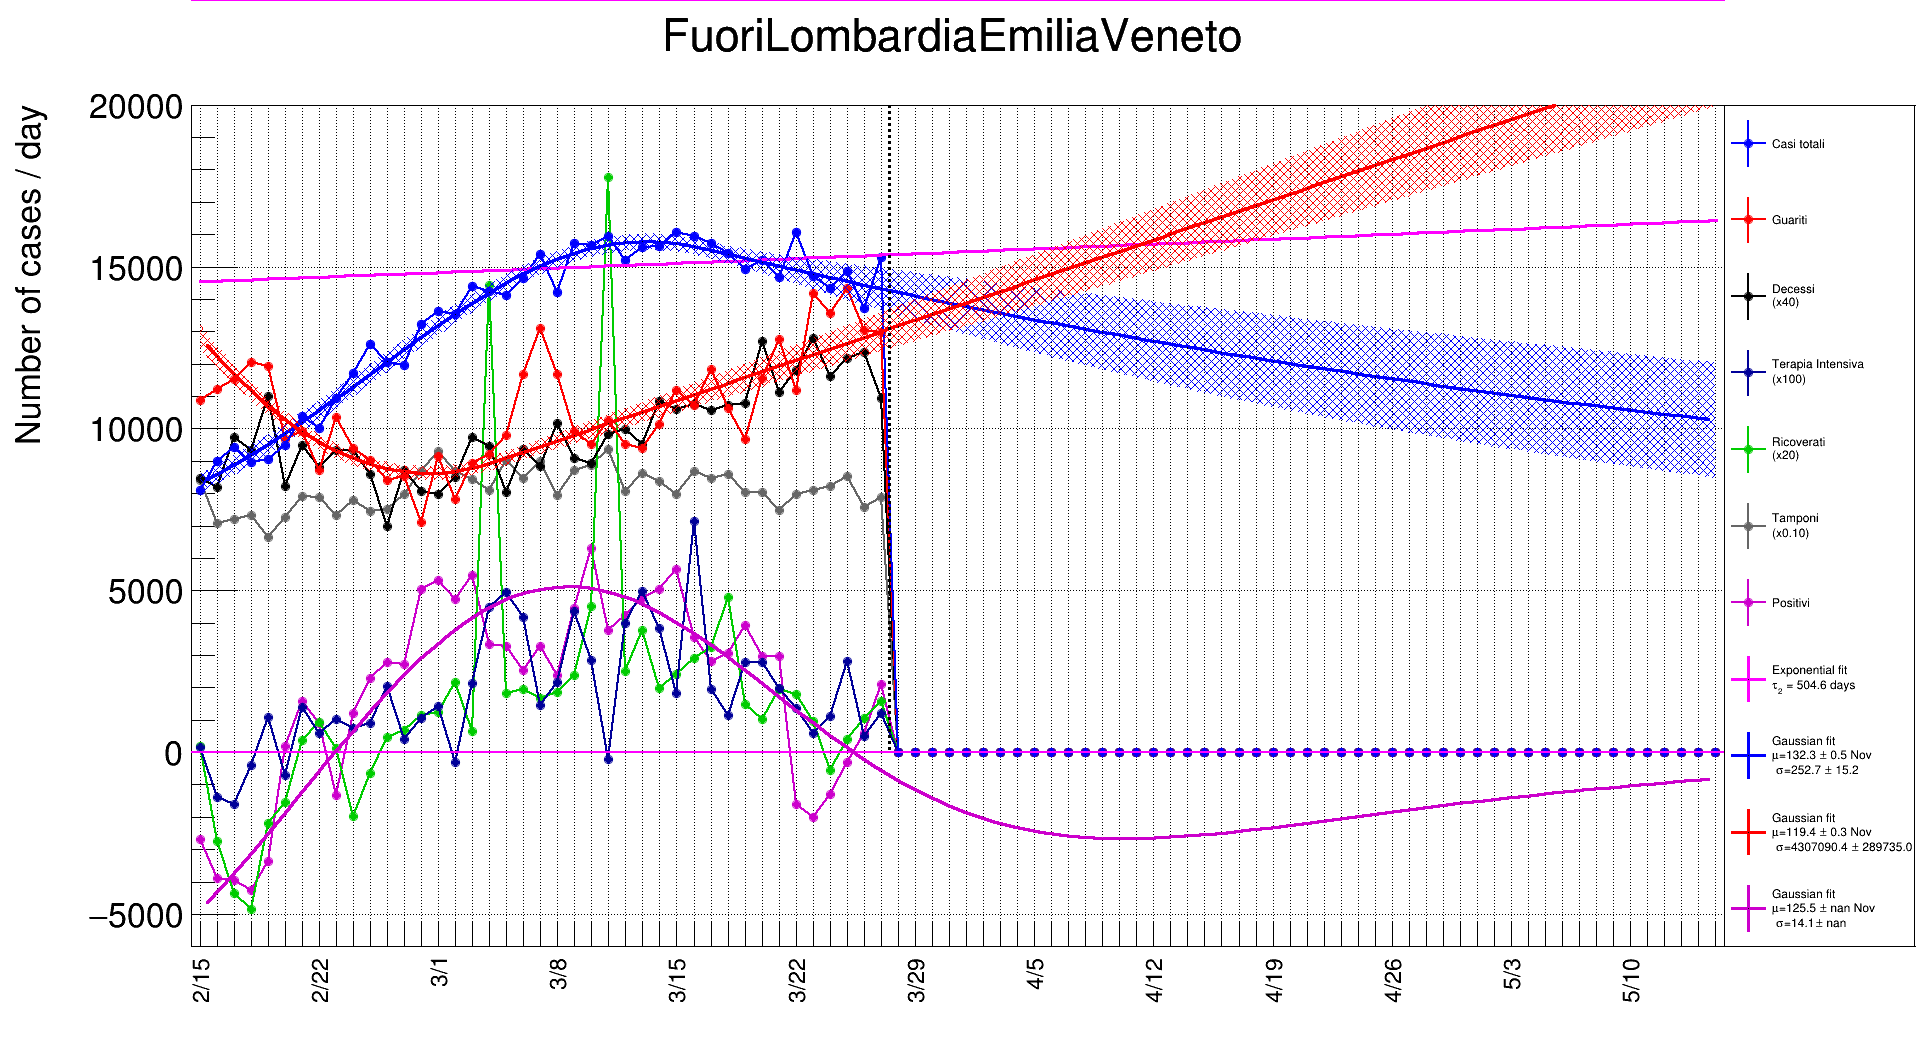 FuoriLombardiaEmiliaVeneto
Number of cases / day
20000
15000
10000
5000
0
−5000
2/15
2/22
3/1
3/8
3/15
3/22
3/29
4/5
4/12
4/19
4/26
5/3
5/10
Casi totali
Guariti
Decessi
(x40)
Terapia Intensiva
(x100)
Ricoverati
(x20)
Tamponi
(x0.10)
Positivi
Exponential fit
τ2 = 504.6 days
Gaussian fit
μ=132.3 ± 0.5 Nov
σ=252.7 ± 15.2
Gaussian fit
μ=119.4 ± 0.3 Nov
σ=4307090.4 ± 289735.0
Gaussian fit
μ=125.5 ± nan Nov
σ=14.1± nan